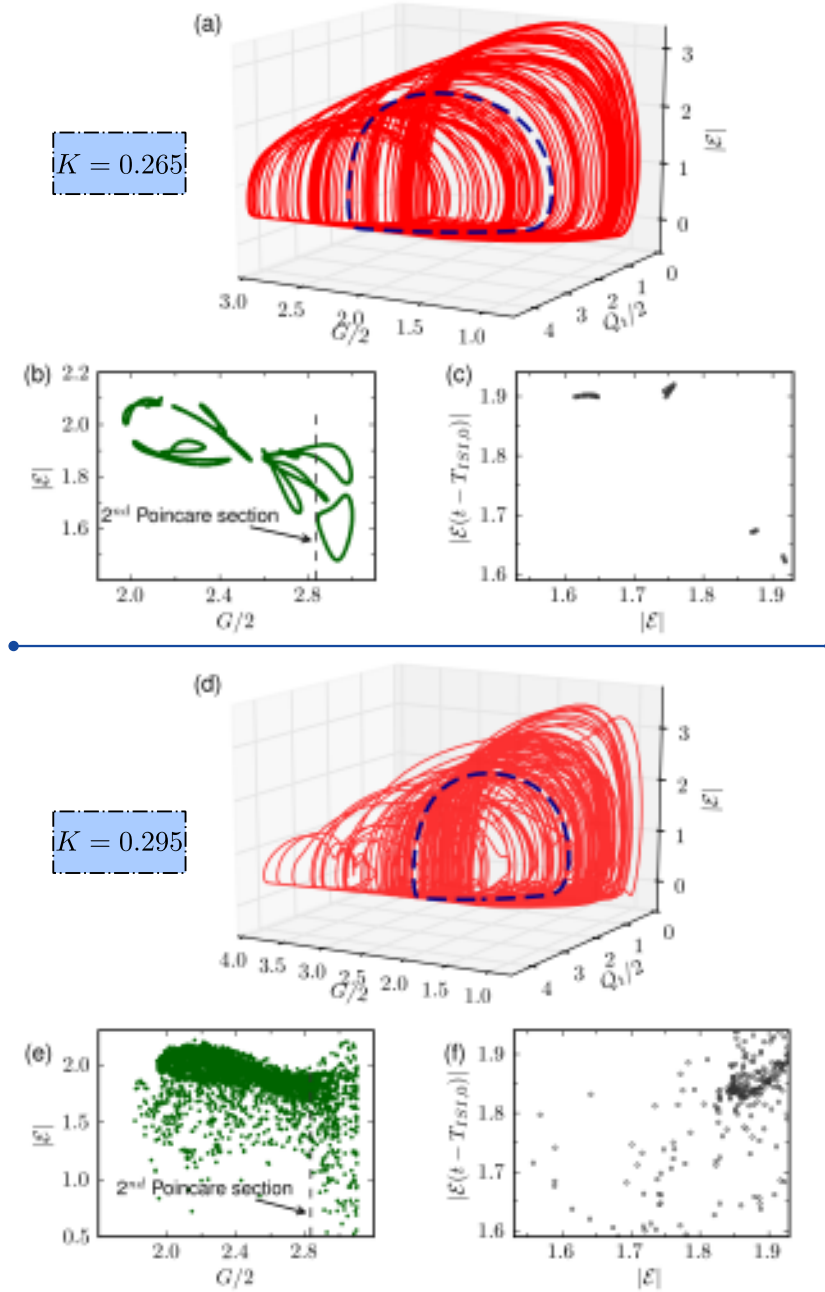 (a)
3
2
1
0
|ℰ|
K = 0.265
3.0
2.5
2.0
1.5
1.0
G/2
4
3
2
1
0
Q₁/2
(b)
2.2
2.0
1.8
1.6
|ℰ|
2ⁿᵈ Poincare section
2.0
2.4
2.8
G/2
(c)
1.9
1.8
1.7
1.6
|ℰ(t − T_{ISI,0})|
1.6
1.7
1.8
1.9
|ℰ|
(d)
3
2
1
0
|ℰ|
K = 0.295
4.0
3.5
3.0
2.5
2.0
1.5
1.0
G/2
4
3
2
1
0
Q₁/2
(e)
2.0
1.5
1.0
0.5
|ℰ|
2ⁿᵈ Poincare section
2.0
2.4
2.8
G/2
(f)
1.9
1.8
1.7
1.6
|ℰ(t − T_{ISI,0})|
1.6
1.7
1.8
1.9
|ℰ|